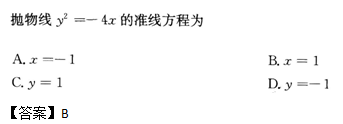 抛物线 y² =－4x 的准线方程为
A. x =－1 B. x = 1
C. y = 1 D. y =－1
【答案】B